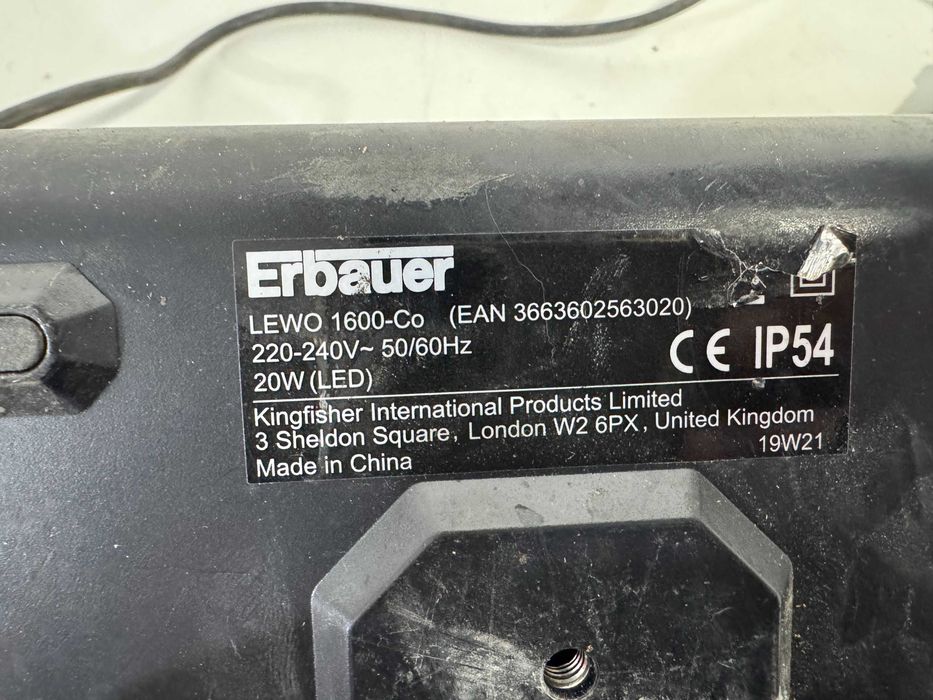 Erbauer
LEWO 1600-Co (EAN 3663602563020)
220-240V~ 50/60Hz
20W (LED)
CE IP54
Kingfisher International Products Limited
3 Sheldon Square, London W2 6PX, United Kingdom
19W21
Made in China